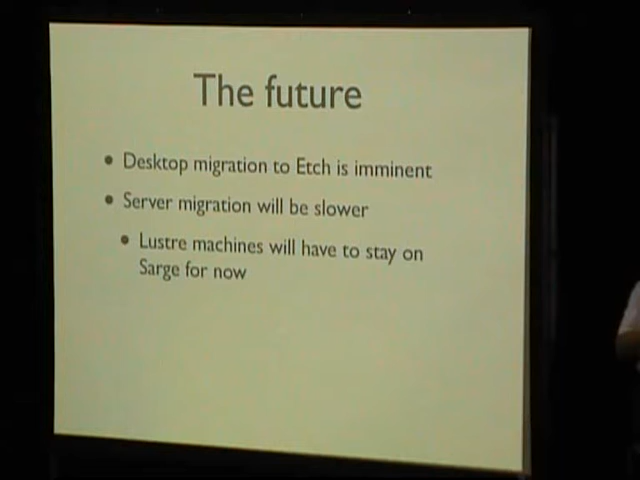 The future
• Desktop migration to Etch is imminent
• Server migration will be slower
• Lustre machines will have to stay on
Sarge for now